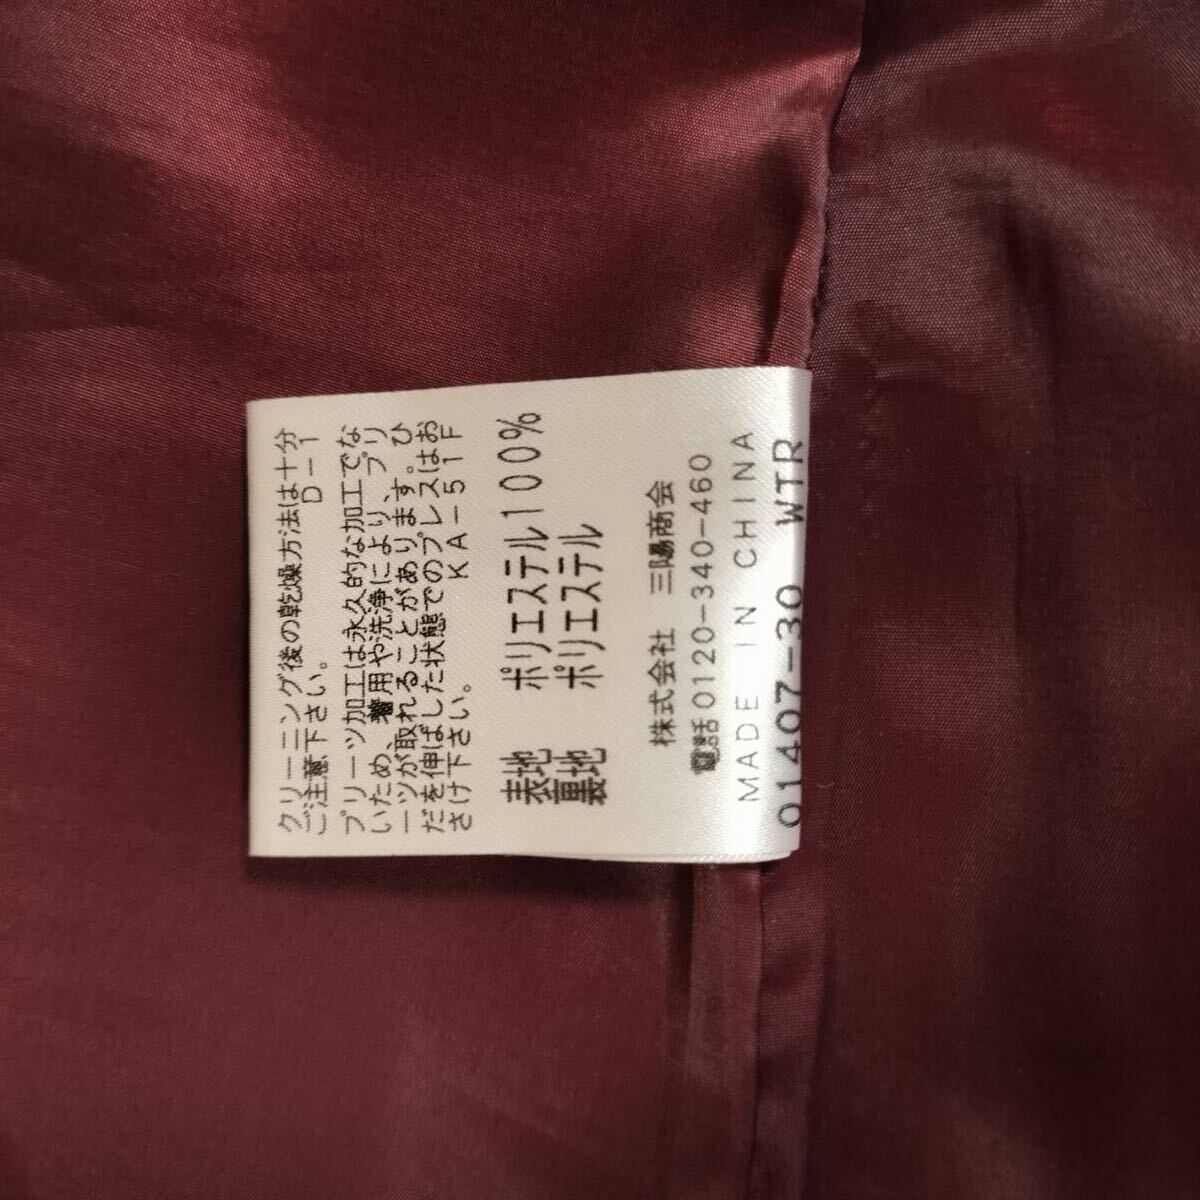 クリーニング後の乾燥方法は十分
ご注意下さい。 D－1
プリーツ加工は永久的な加工でな
いため、着用や洗浄により、プリ
ーツが取れることがあります。ひ
だを伸ばした状態でのプレスはお
さけ下さい。 KA－51F
表地 ポリエステル100%
裏地 ポリエステル
株式会社 三陽商会
電話0120-340-460
MADE IN CHINA
01407-30 WTR